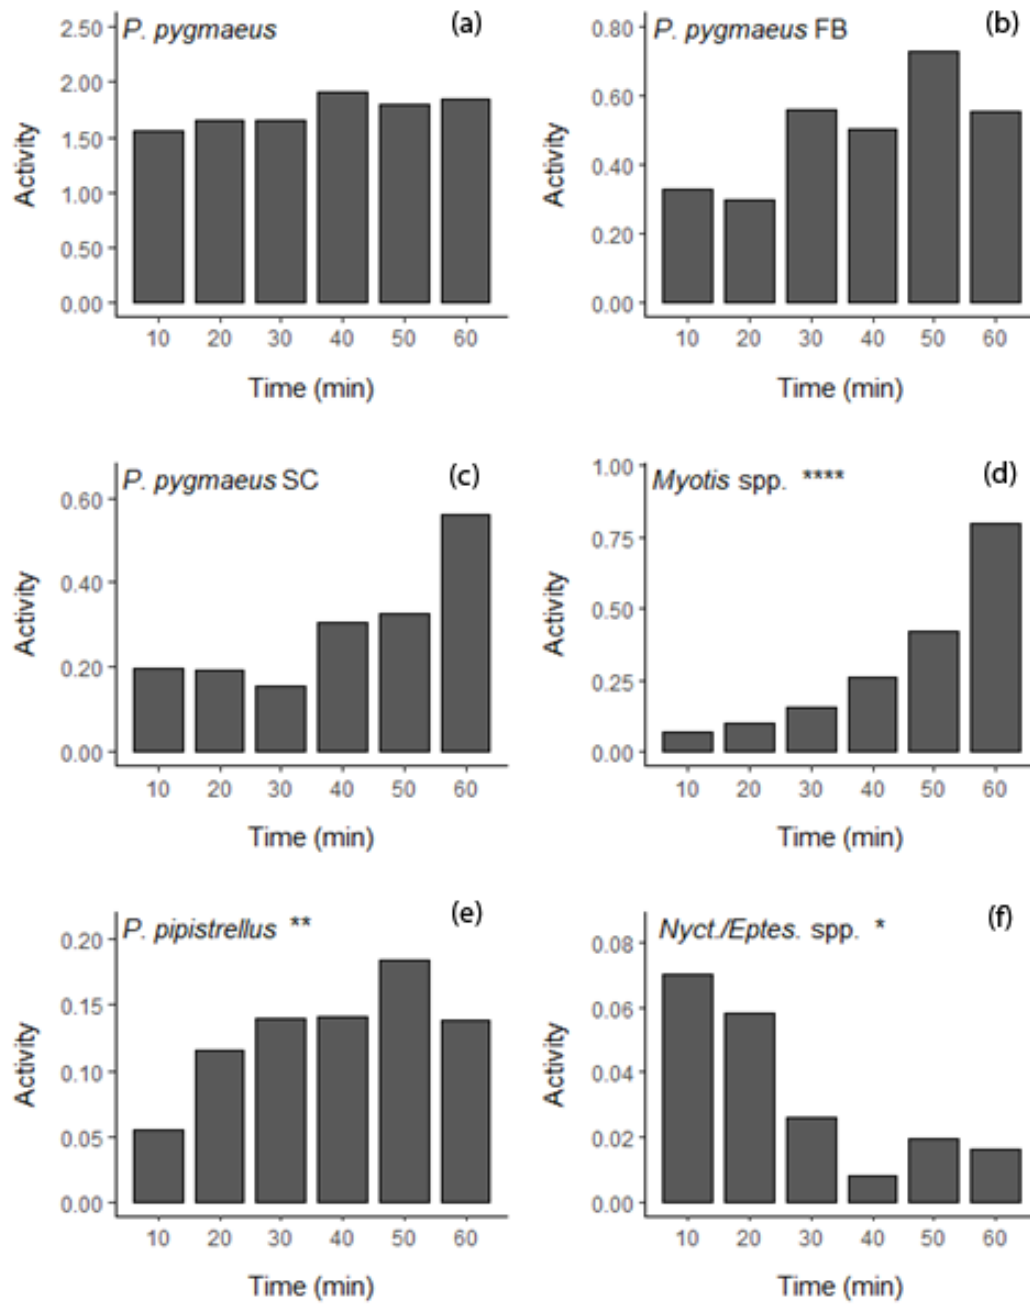 P. pygmaeus (a)
2.50
2.00
1.50
1.00
0.50
0.00
Activity
10 20 30 40 50 60
Time (min)
P. pygmaeus FB (b)
0.80
0.60
0.40
0.20
0.00
Activity
10 20 30 40 50 60
Time (min)
P. pygmaeus SC (c)
0.60
0.40
0.20
0.00
Activity
10 20 30 40 50 60
Time (min)
Myotis spp. **** (d)
1.00
0.75
0.50
0.25
0.00
Activity
10 20 30 40 50 60
Time (min)
P. pipistrellus ** (e)
0.20
0.15
0.10
0.05
0.00
Activity
10 20 30 40 50 60
Time (min)
Nyct./Eptes. spp. * (f)
0.08
0.06
0.04
0.02
0.00
Activity
10 20 30 40 50 60
Time (min)